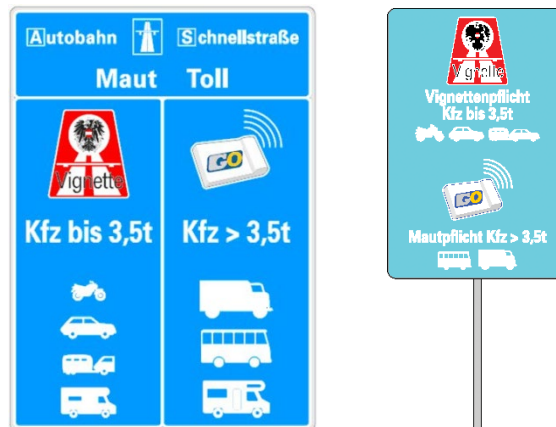 Autobahn Schnellstraße
Maut Toll
Vignette
GO
Kfz bis 3,5t
Kfz > 3,5t
Vignette
Vignettenpflicht
Kfz bis 3,5t
GO
Mautpflicht Kfz > 3,5t